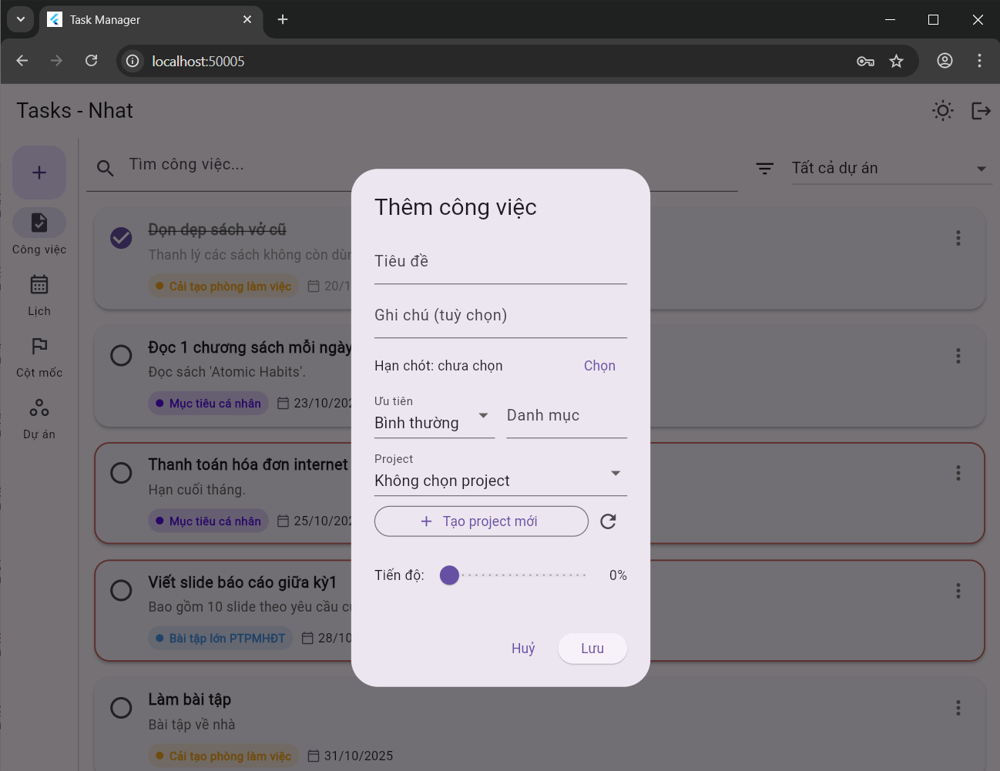 Task Manager
localhost:50005
Tasks - Nhat
Tìm công việc...
Tất cả dự án
Công việc
Lịch
Cột mốc
Dự án
Dọn dẹp sách vở cũ
Thanh lý các sách không còn dùn
Cải tạo phòng làm việc
20/1
Đọc 1 chương sách mỗi ngày
Đọc sách 'Atomic Habits'.
Mục tiêu cá nhân
23/10/202
Thanh toán hóa đơn internet
Hạn cuối tháng.
Mục tiêu cá nhân
25/10/202
Viết slide báo cáo giữa kỳ1
Bao gồm 10 slide theo yêu cầu củ
Bài tập lớn PTPMHĐT
28/10
Làm bài tập
Bài tập về nhà
Cải tạo phòng làm việc
31/10/2025
Thêm công việc
Tiêu đề
Ghi chú (tuỳ chọn)
Hạn chót: chưa chọn
Chọn
Ưu tiên
Bình thường
Danh mục
Project
Không chọn project
+ Tạo project mới
Tiến độ:
0%
Huỷ
Lưu